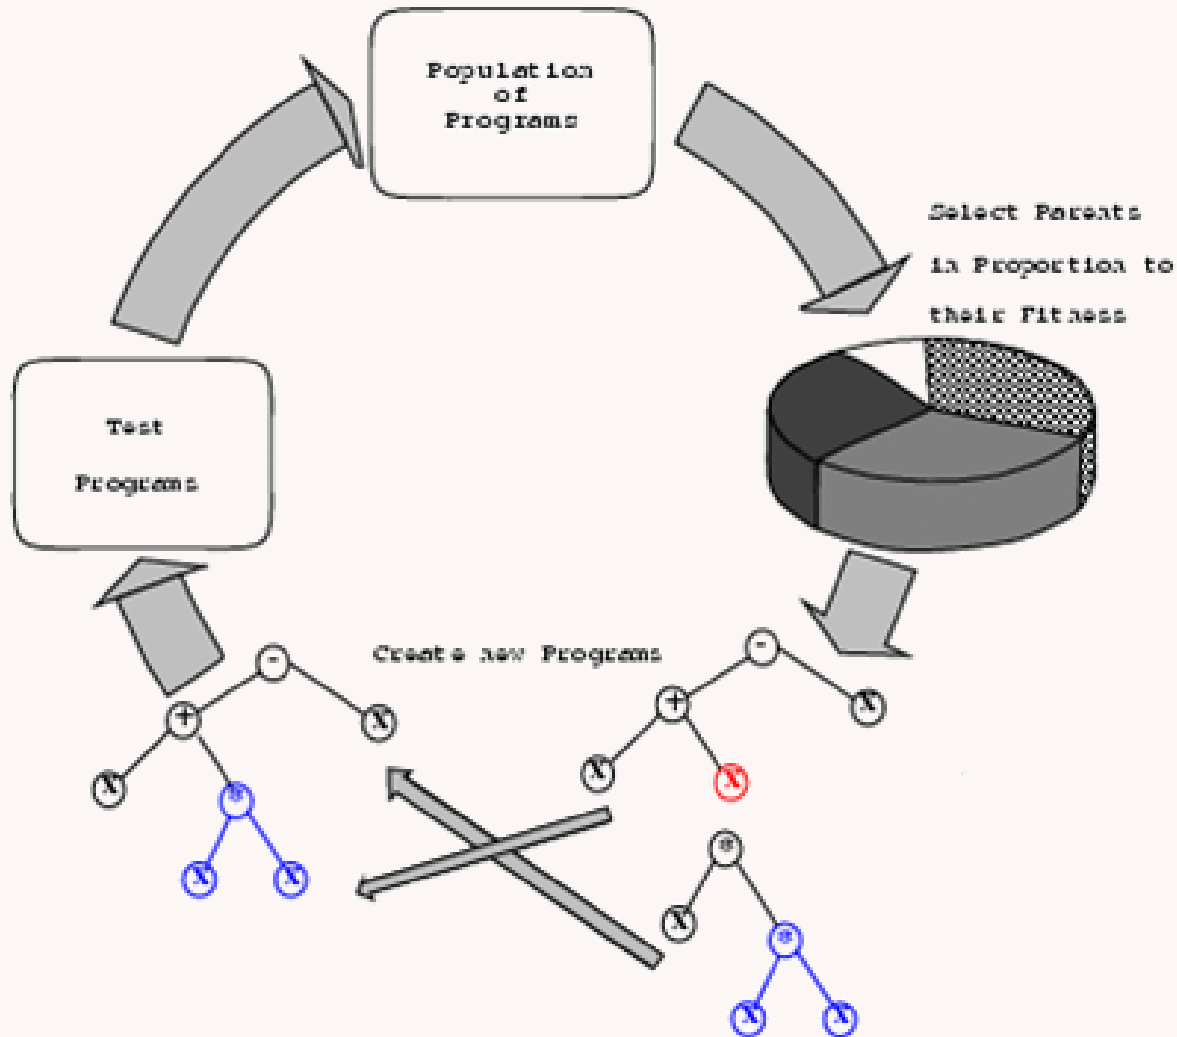 Population
of
Programs
Select Parents
in Proportion to
their Fitness
Test
Programs
Create new Programs
-
-
+
X
+
X
X
*
X
X
X
X
*
X
*
X
X